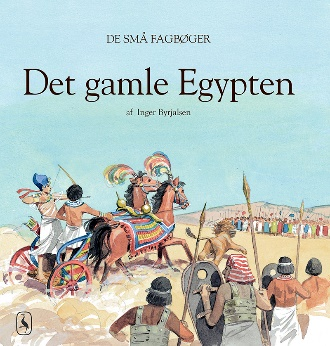 DE SMÅ FAGBØGER
Det gamle Egypten
af Inger Byrjalsen